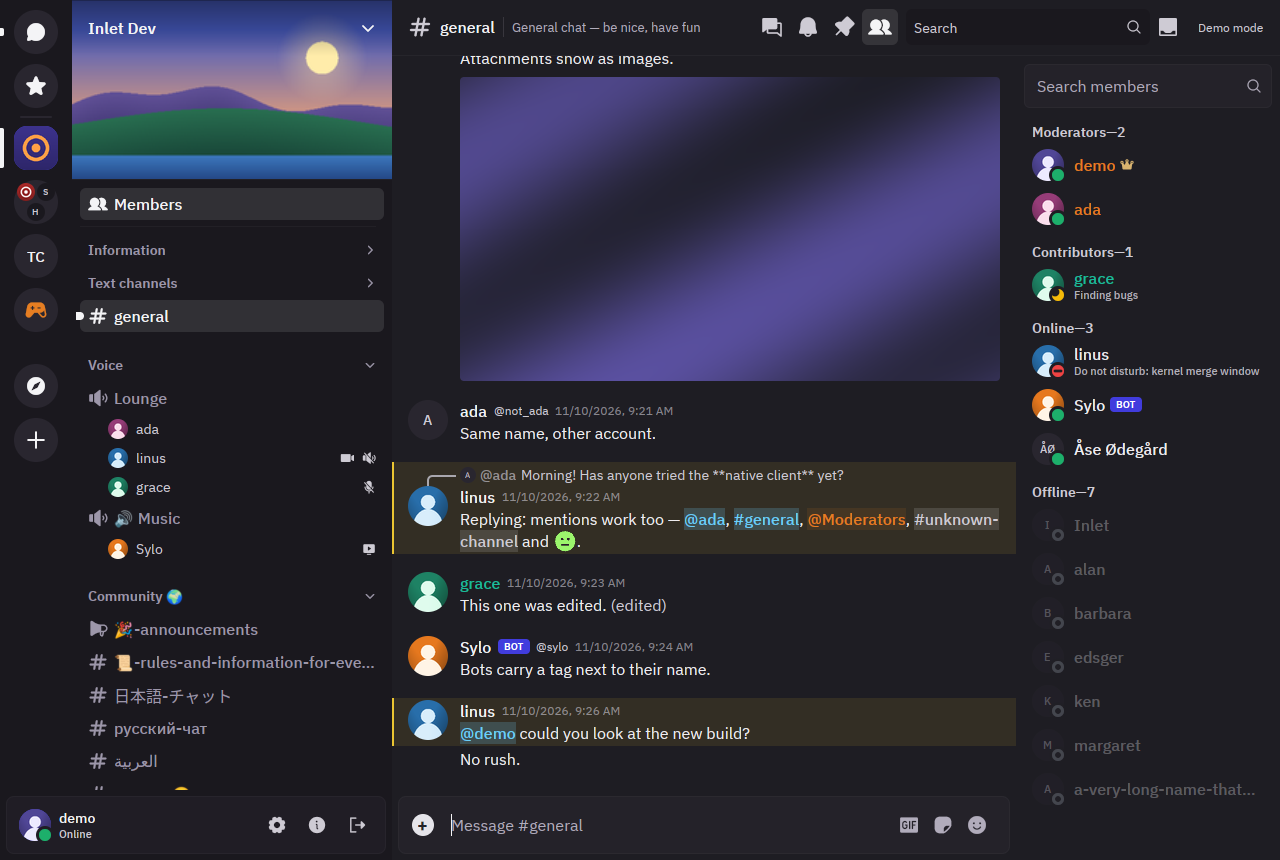 Inlet Dev
Members
Information
Text channels
general
Voice
Lounge
ada
linus
grace
🔊 Music
Sylo
Community 🌍
🎉-announcements
📜-rules-and-information-for-eve...
日本語-チャット
русский-чат
العربية
demo
Online
S
H
TC
general
General chat — be nice, have fun
Search
Demo mode
Attachments show as images.
A
ada @not_ada 11/10/2026, 9:21 AM
Same name, other account.
A @ada Morning! Has anyone tried the **native client** yet?
linus 11/10/2026, 9:22 AM
Replying: mentions work too — @ada, #general, @Moderators, #unknown-
channel and 😐.
grace 11/10/2026, 9:23 AM
This one was edited. (edited)
Sylo BOT @sylo 11/10/2026, 9:24 AM
Bots carry a tag next to their name.
linus 11/10/2026, 9:26 AM
@demo could you look at the new build?
No rush.
Message #general
GIF
Search members
Moderators—2
demo
ada
Contributors—1
grace
Finding bugs
Online—3
linus
Do not disturb: kernel merge window
Sylo BOT
ÅØ Åse Ødegård
Offline—7
I Inlet
A alan
B barbara
E edsger
K ken
M margaret
A a-very-long-name-that...